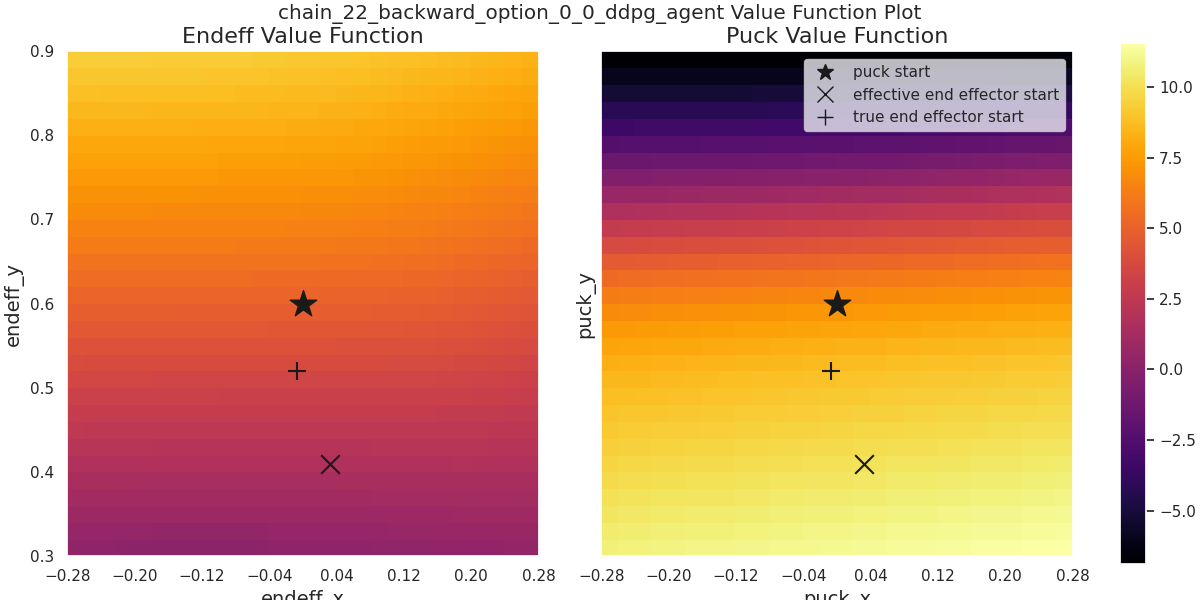 chain_22_backward_option_0_0_ddpg_agent Value Function Plot
Endeff Value Function
Puck Value Function
puck start
effective end effector start
true end effector start
endeff_y
0.9
0.8
0.7
0.6
0.5
0.4
0.3
−0.28 −0.20 −0.12 −0.04 0.04 0.12 0.20 0.28
endeff_x
puck_y
−0.28 −0.20 −0.12 −0.04 0.04 0.12 0.20 0.28
puck_x
10.0
7.5
5.0
2.5
0.0
−2.5
−5.0